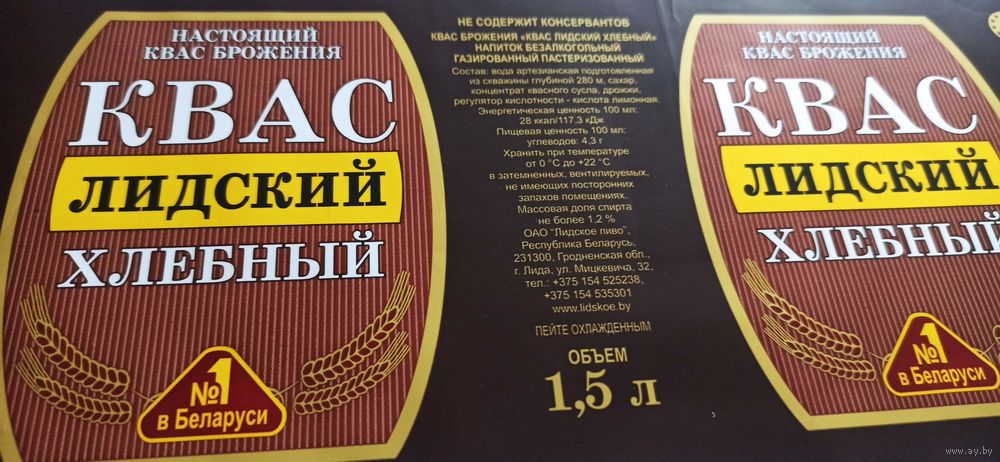 НАСТОЯЩИЙ
КВАС БРОЖЕНИЯ
КВАС
ЛИДСКИЙ
ХЛЕБНЫЙ
№1
в Беларуси
НЕ СОДЕРЖИТ КОНСЕРВАНТОВ
КВАС БРОЖЕНИЯ «КВАС ЛИДСКИЙ ХЛЕБНЫЙ»
НАПИТОК БЕЗАЛКОГОЛЬНЫЙ
ГАЗИРОВАННЫЙ ПАСТЕРИЗОВАННЫЙ
Состав: вода артезианская подготовленная
из скважины глубиной 280 м, сахар,
концентрат квасного сусла, дрожжи,
регулятор кислотности - кислота лимонная.
Энергетическая ценность 100 мл:
28 ккал/117,3 кДж
Пищевая ценность 100 мл:
углеводов: 4,3 г
Хранить при температуре
от 0 °С до +22 °С
в затемненных, вентилируемых,
не имеющих посторонних
запахов помещениях.
Массовая доля спирта
не более 1,2 %
ОАО "Лидское пиво",
Республика Беларусь,
231300, Гродненская обл.,
г. Лида, ул. Мицкевича, 32,
тел.: +375 154 525238,
+375 154 535301
www.lidskoe.by
ПЕЙТЕ ОХЛАЖДЕННЫМ
ОБЪЕМ
1,5 л
НАСТОЯЩИЙ
КВАС БРОЖЕНИЯ
КВАС
ЛИДСКИЙ
ХЛЕБНЫЙ
№1
в Беларуси
www.ay.by